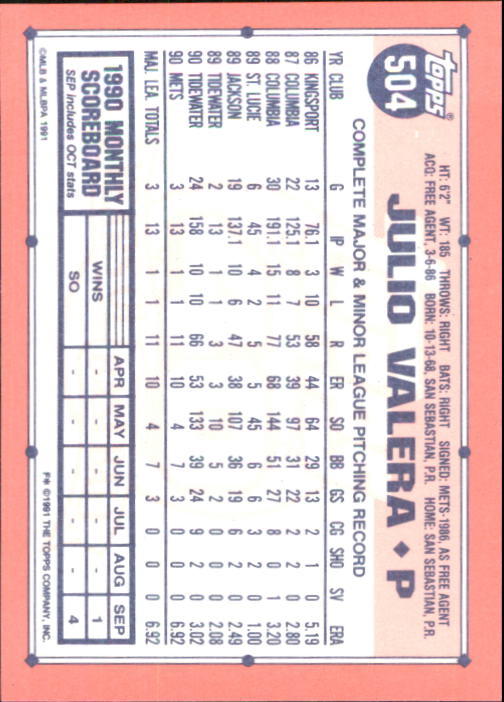 topps®
504
HT: 6'2" WT: 185 THROWS: RIGHT BATS: RIGHT SIGNED: METS-1986, AS FREE AGENT
ACQ: FREE AGENT, 3-6-86 BORN: 10-13-68, SAN SEBASTIAN, P.R. HOME: SAN SEBASTIAN, P.R.
JULIO VALERA ◆ P
COMPLETE MAJOR & MINOR LEAGUE PITCHING RECORD
YR CLUB G IP W L R ER SO BB GS CG SHO SV ERA
86 KINGSPORT 13 76.1 3 10 58 44 64 29 13 2 1 0 5.19
87 COLUMBIA 22 125.1 8 7 53 39 97 31 22 2 2 0 2.80
88 COLUMBIA 30 191.1 15 11 77 68 144 51 27 8 0 1 3.20
89 ST. LUCIE 6 45 4 2 5 5 45 6 6 3 2 0 1.00
89 JACKSON 19 137.1 10 6 47 38 107 36 19 6 2 0 2.49
89 TIDEWATER 2 13 1 1 3 3 10 5 2 0 0 0 2.08
90 TIDEWATER 24 158 10 10 66 53 133 39 24 9 2 0 3.02
90 METS 3 13 1 1 11 10 4 7 3 0 0 0 6.92
MAJ. LEA. TOTALS 3 13 1 1 11 10 4 7 3 0 0 0 6.92
1990 MONTHLY
SCOREBOARD
SEP includes OCT stats
APR MAY JUN JUL AUG SEP
WINS - - - - - 1
SO - - - - - 4
©MLB & MLBPA 1991
F* ©1991 THE TOPPS COMPANY, INC.